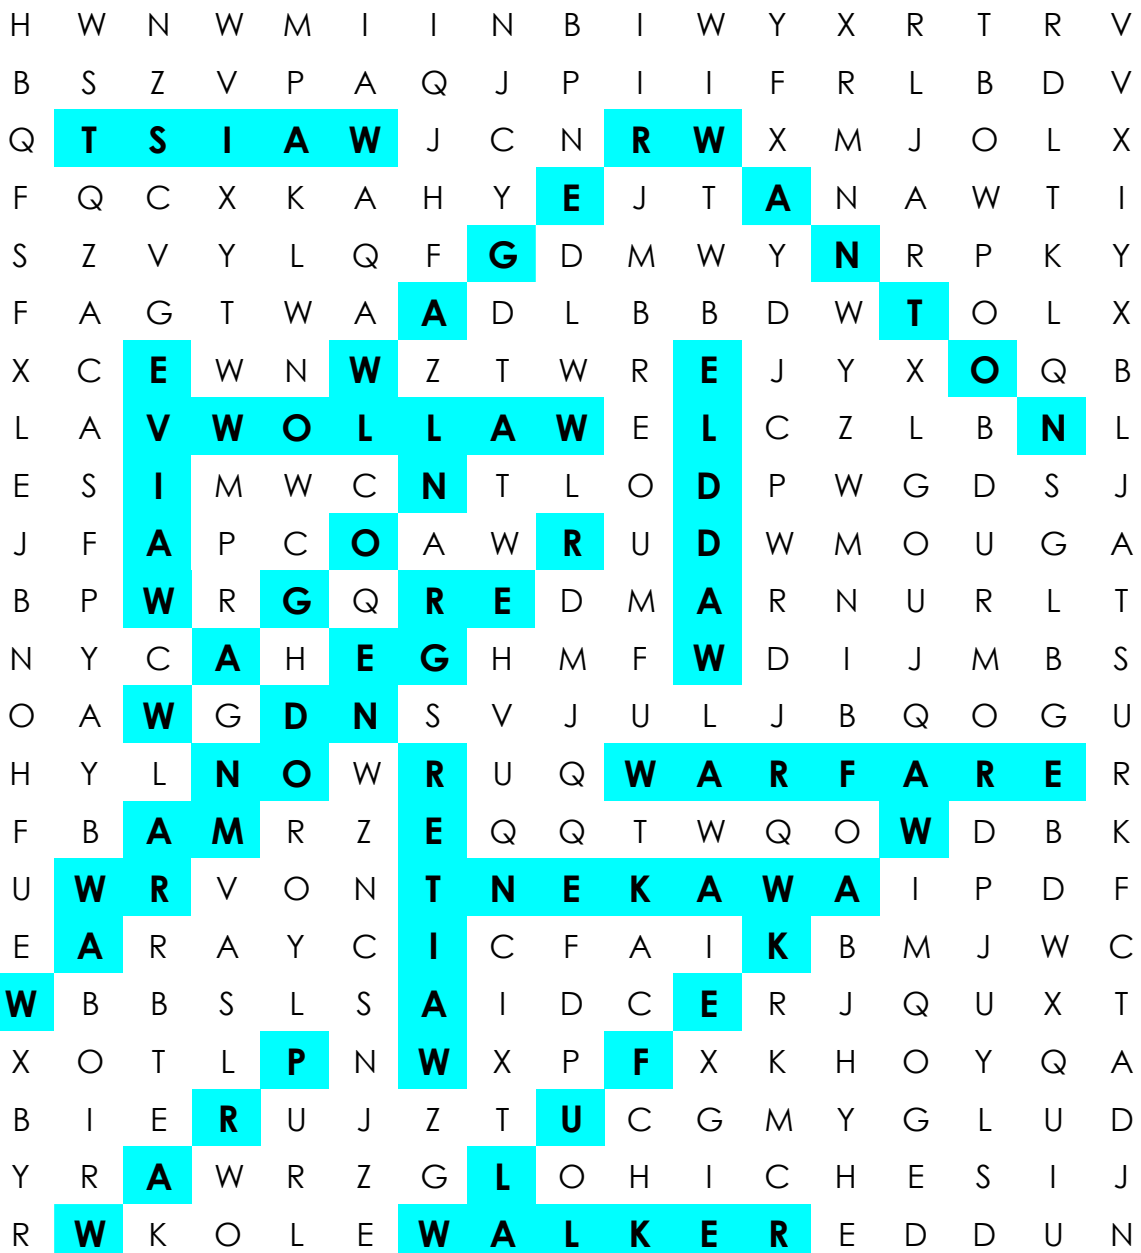 H W N W M I I N B I W Y X R T R V
B S Z V P A Q J P I I F R L B D V
Q T S I A W J C N R W X M J O L X
F Q C X K A H Y E J T A N A W T I
S Z V Y L Q F G D M W Y N R P K Y
F A G T W A A D L B B D W T O L X
X C E W N W Z T W R E J Y X O Q B
L A V W O L L A W E L C Z L B N L
E S I M W C N T L O D P W G D S J
J F A P C O A W R U D W M O U G A
B P W R G Q R E D M A R N U R L T
N Y C A H E G H M F W D I J M B S
O A W G D N S V J U L J B Q O G U
H Y L N O W R U Q W A R F A R E R
F B A M R Z E Q Q T W Q O W D B K
U W R V O N T N E K A W A I P D F
E A R A Y C I C F A I K B M J W C
W B B S L S A I D C E R J Q U X T
X O T L P N W X P F X K H O Y Q A
B I E R U J Z T U C G M Y G L U D
Y R A W R Z G L O H I C H E S I J
R W K O L E W A L K E R E D D U N